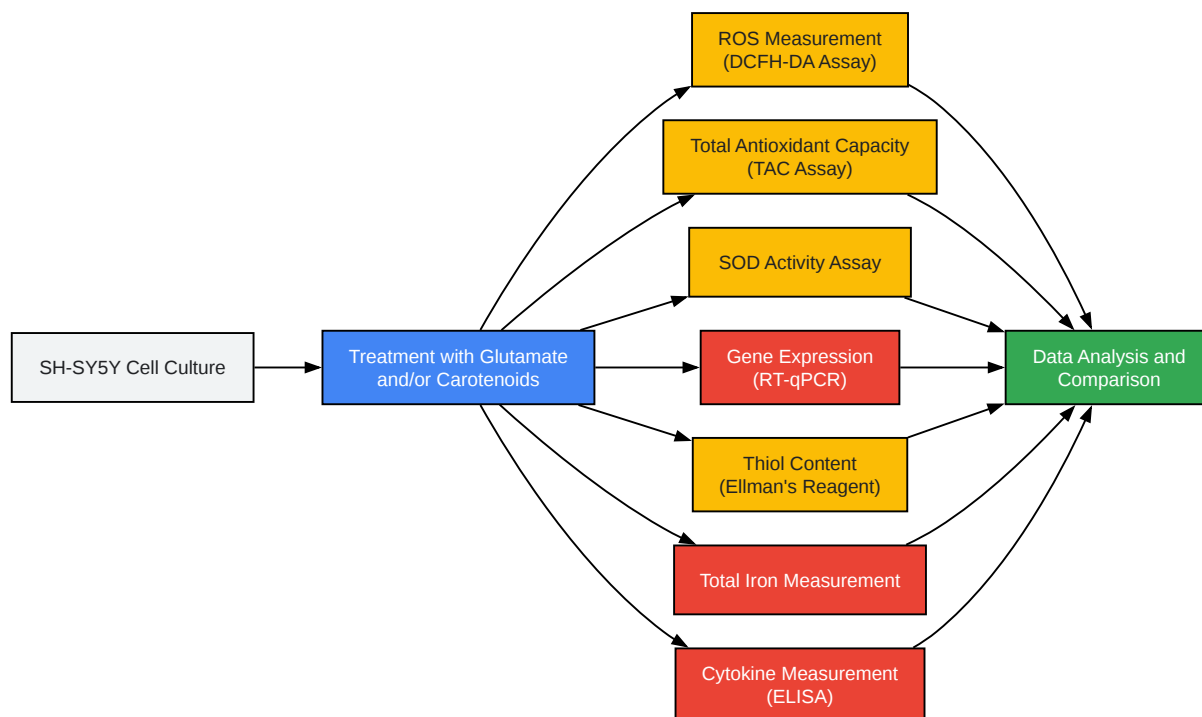 SH-SY5Y Cell Culture
Treatment with Glutamate
and/or Carotenoids
ROS Measurement
(DCFH-DA Assay)
Total Antioxidant Capacity
(TAC Assay)
SOD Activity Assay
Gene Expression
(RT-qPCR)
Thiol Content
(Ellman's Reagent)
Total Iron Measurement
Cytokine Measurement
(ELISA)
Data Analysis and
Comparison